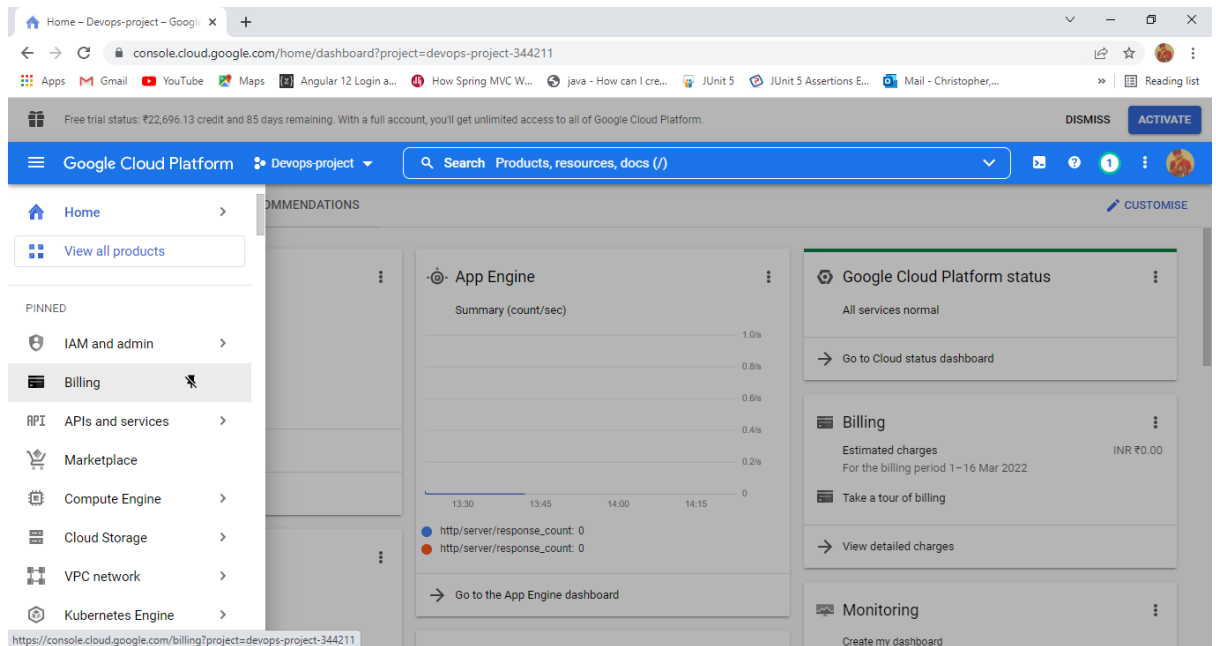 Home – Devops-project – Googl
console.cloud.google.com/home/dashboard?project=devops-project-344211
Apps Gmail YouTube Maps Angular 12 Login a... How Spring MVC W... java - How can I cre... JUnit 5 JUnit 5 Assertions E... Mail - Christopher,... » Reading list
Free trial status: ₹22,696.13 credit and 85 days remaining. With a full account, you'll get unlimited access to all of Google Cloud Platform. DISMISS ACTIVATE
Google Cloud Platform Devops-project Search Products, resources, docs (/) 1
Home
View all products
PINNED
IAM and admin
Billing
API APIs and services
Marketplace
Compute Engine
Cloud Storage
VPC network
Kubernetes Engine
https://console.cloud.google.com/billing?project=devops-project-344211
OMMENDATIONS
CUSTOMISE
App Engine
Summary (count/sec)
1.0/s
0.8/s
0.6/s
0.4/s
0.2/s
0
13:30 13:45 14:00 14:15
http/server/response_count: 0
http/server/response_count: 0
Go to the App Engine dashboard
Google Cloud Platform status
All services normal
Go to Cloud status dashboard
Billing
Estimated charges INR ₹0.00
For the billing period 1–16 Mar 2022
Take a tour of billing
View detailed charges
Monitoring
Create my dashboard